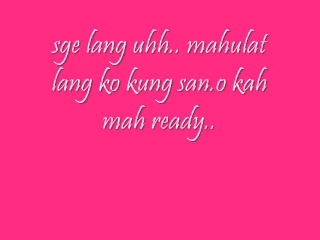 sge lang uhh.. mahulat
lang ko kung san.o kah
mah ready..